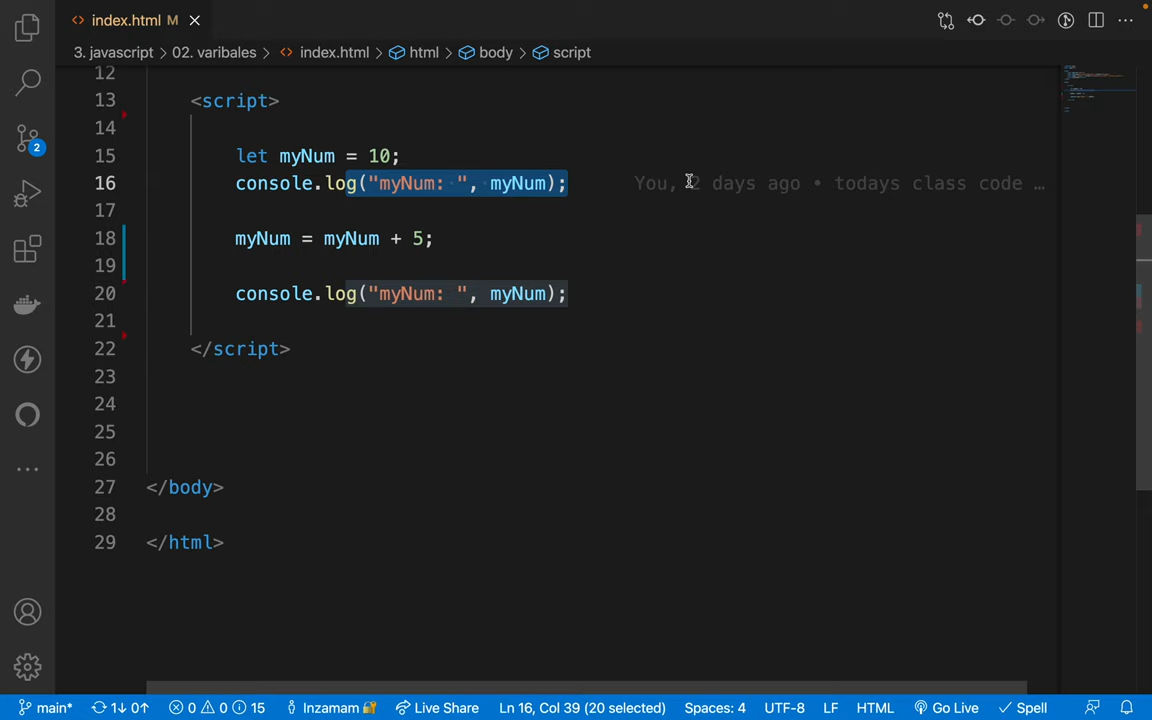 index.html M
3. javascript > 02. varibales > index.html > html > body > script
12
13 <script>
14
15 let myNum = 10;
16 console.log("myNum: ", myNum); You, 2 days ago • todays class code …
17
18 myNum = myNum + 5;
19
20 console.log("myNum: ", myNum);
21
22 </script>
23
24
25
26
27 </body>
28
29 </html>
2
main* 1↓ 0↑ 0 0 15 Inzamam Live Share Ln 16, Col 39 (20 selected) Spaces: 4 UTF-8 LF HTML Go Live Spell